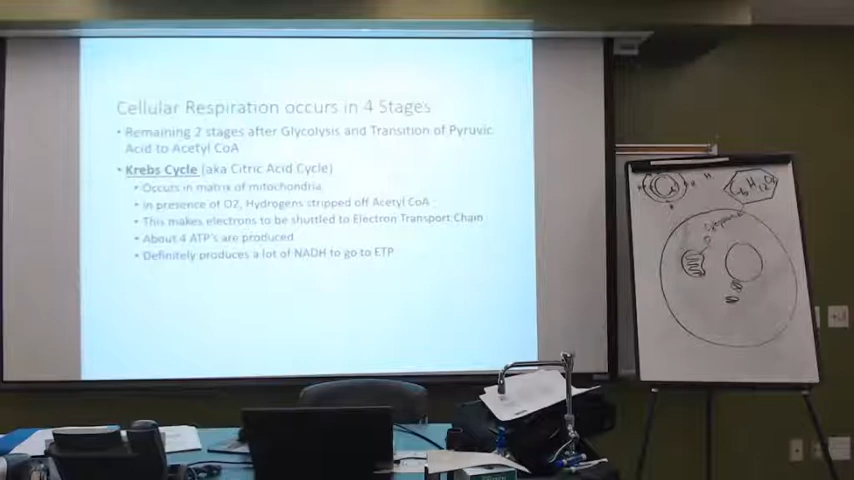 Cellular Respiration occurs in 4 Stages
• Remaining 2 stages after Glycolysis and Transition of Pyruvic
Acid to Acetyl CoA
• Krebs Cycle (aka Citric Acid Cycle)
• Occurs in matrix of mitochondria
• In presence of O2, Hydrogens stripped off Acetyl CoA
• This makes electrons to be shuttled to Electron Transport Chain
• About 4 ATP's are produced
• Definitely produces a lot of NADH to go to ETP